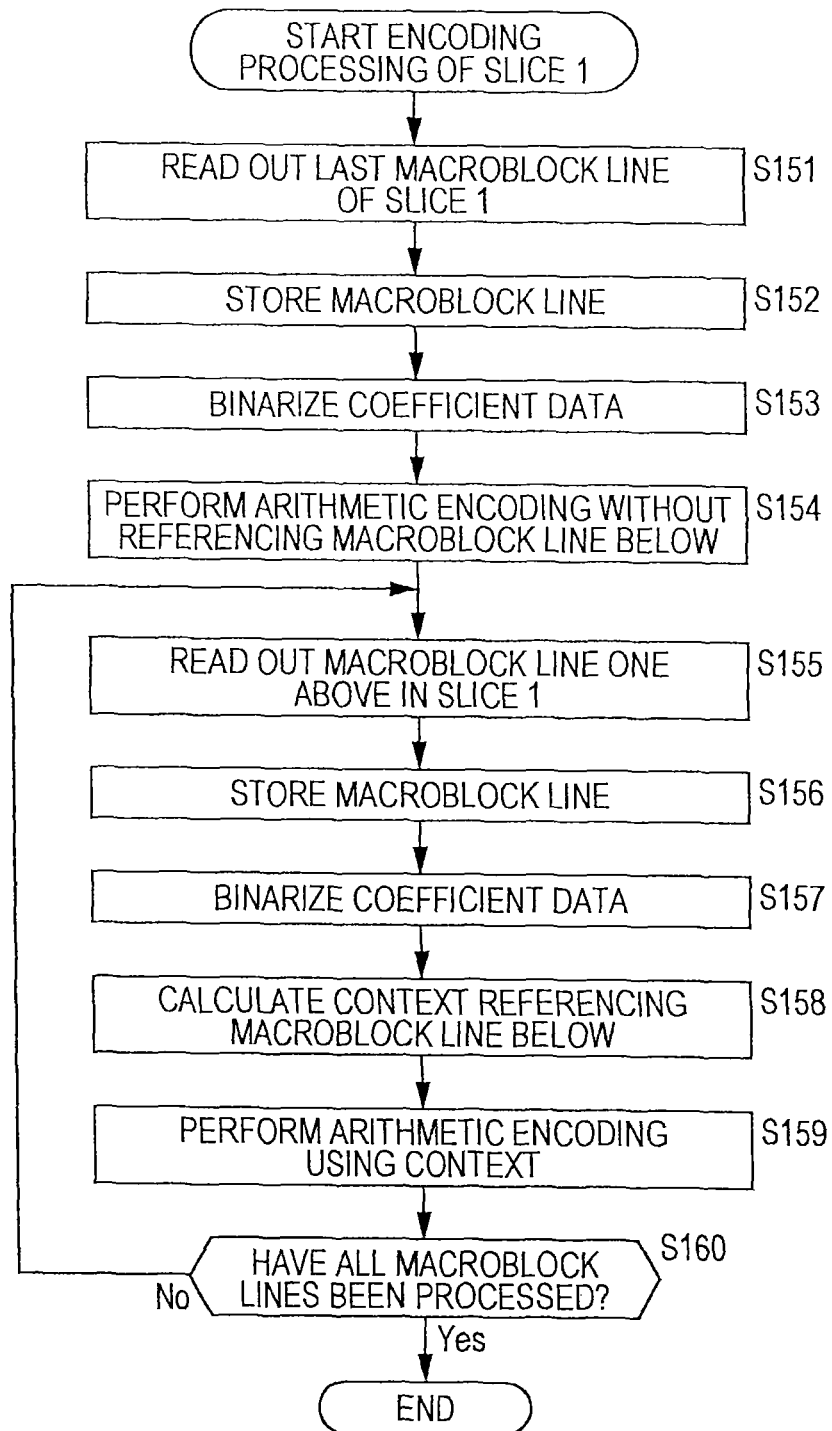 START ENCODING
PROCESSING OF SLICE 1
READ OUT LAST MACROBLOCK LINE
OF SLICE 1
S151
STORE MACROBLOCK LINE
S152
BINARIZE COEFFICIENT DATA
S153
PERFORM ARITHMETIC ENCODING WITHOUT
REFERENCING MACROBLOCK LINE BELOW
S154
READ OUT MACROBLOCK LINE ONE
ABOVE IN SLICE 1
S155
STORE MACROBLOCK LINE
S156
BINARIZE COEFFICIENT DATA
S157
CALCULATE CONTEXT REFERENCING
MACROBLOCK LINE BELOW
S158
PERFORM ARITHMETIC ENCODING
USING CONTEXT
S159
HAVE ALL MACROBLOCK
LINES BEEN PROCESSED?
S160
No
Yes
END